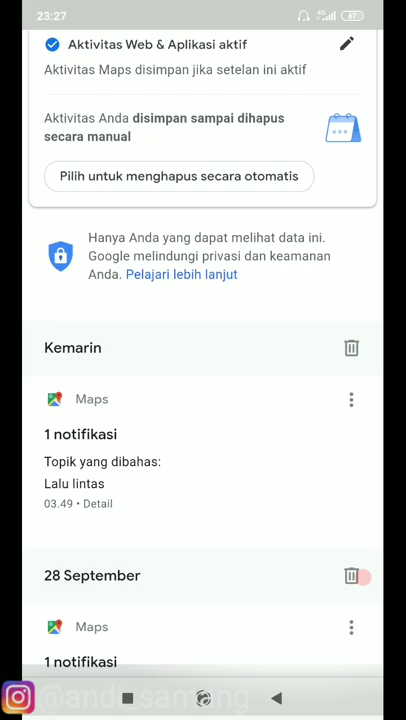 23:27
4G
67
Aktivitas Web & Aplikasi aktif
Aktivitas Maps disimpan jika setelan ini aktif
Aktivitas Anda disimpan sampai dihapus
secara manual
Pilih untuk menghapus secara otomatis
Hanya Anda yang dapat melihat data ini.
Google melindungi privasi dan keamanan
Anda. Pelajari lebih lanjut
Kemarin
Maps
1 notifikasi
Topik yang dibahas:
Lalu lintas
03.49 • Detail
28 September
Maps
1 notifikasi